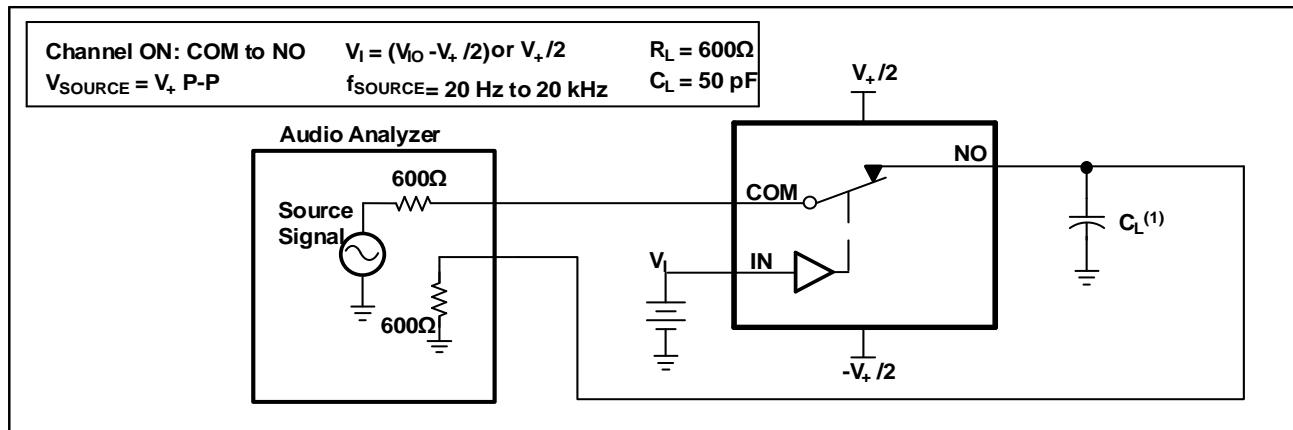 Channel ON: COM to NO V_I = (V_IO -V_+ /2) or V_+ /2 R_L = 600Ω
V_SOURCE = V_+ P-P f_SOURCE = 20 Hz to 20 kHz C_L = 50 pF
V_+ /2
Audio Analyzer
600Ω
NO
COM
Source
Signal
C_L(1)
V_I
IN
600Ω
-V_+ /2